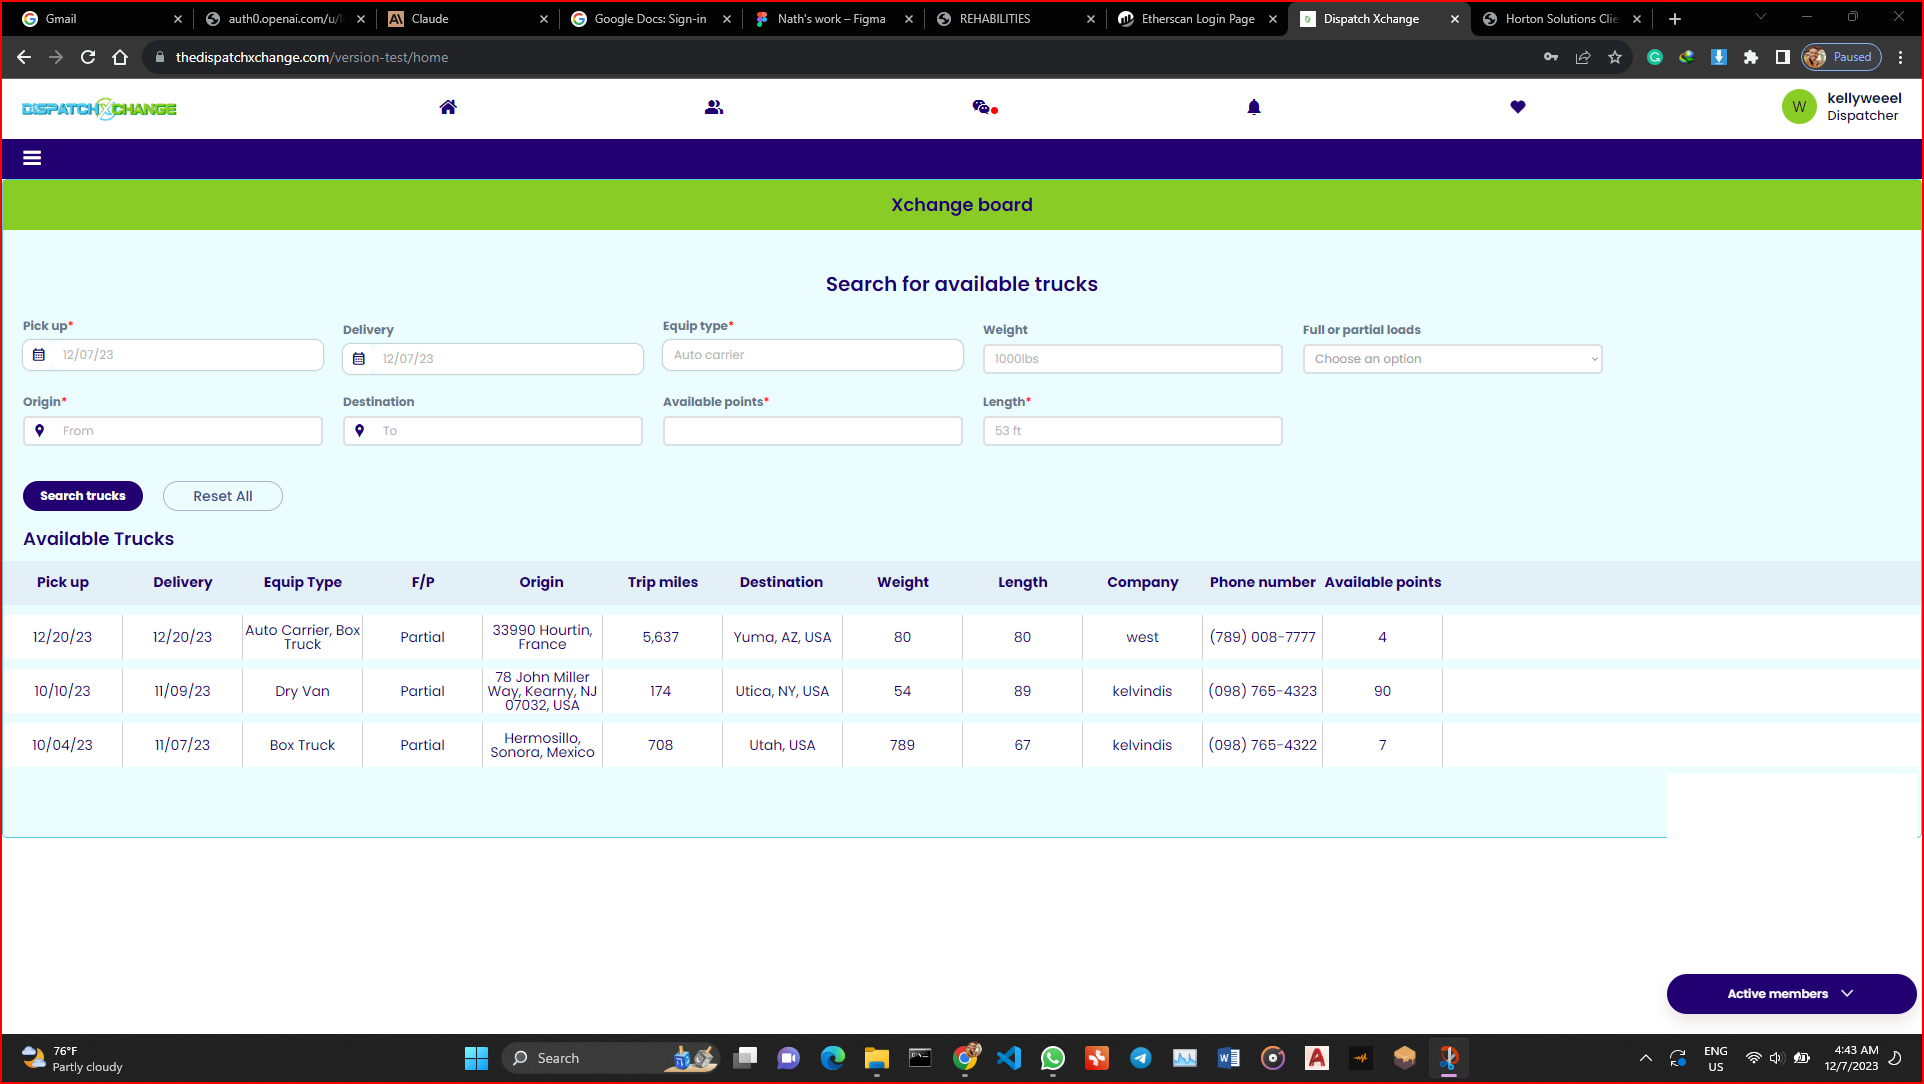 Gmail
auth0.openai.com/u/l
Claude
Google Docs: Sign-in
Nath's work – Figma
REHABILITIES
Etherscan Login Page
Dispatch Xchange
Horton Solutions Clie
thedispatchxchange.com/version-test/home
Paused
DISPATCHXCHANGE
W
kellyweeel
Dispatcher
Xchange board
Search for available trucks
Pick up*
Delivery
Equip type*
Weight
Full or partial loads
12/07/23
12/07/23
Auto carrier
1000lbs
Choose an option
Origin*
Destination
Available points*
Length*
From
To
53 ft
Search trucks
Reset All
Available Trucks
Pick up Delivery Equip Type F/P Origin Trip miles Destination Weight Length Company Phone number Available points
12/20/23 12/20/23 Auto Carrier, Box Truck Partial 33990 Hourtin, France 5,637 Yuma, AZ, USA 80 80 west (789) 008-7777 4
10/10/23 11/09/23 Dry Van Partial 78 John Miller Way, Kearny, NJ 07032, USA 174 Utica, NY, USA 54 89 kelvindis (098) 765-4323 90
10/04/23 11/07/23 Box Truck Partial Hermosillo, Sonora, Mexico 708 Utah, USA 789 67 kelvindis (098) 765-4322 7
Active members
76°F
Partly cloudy
Search
ENG
US
4:43 AM
12/7/2023